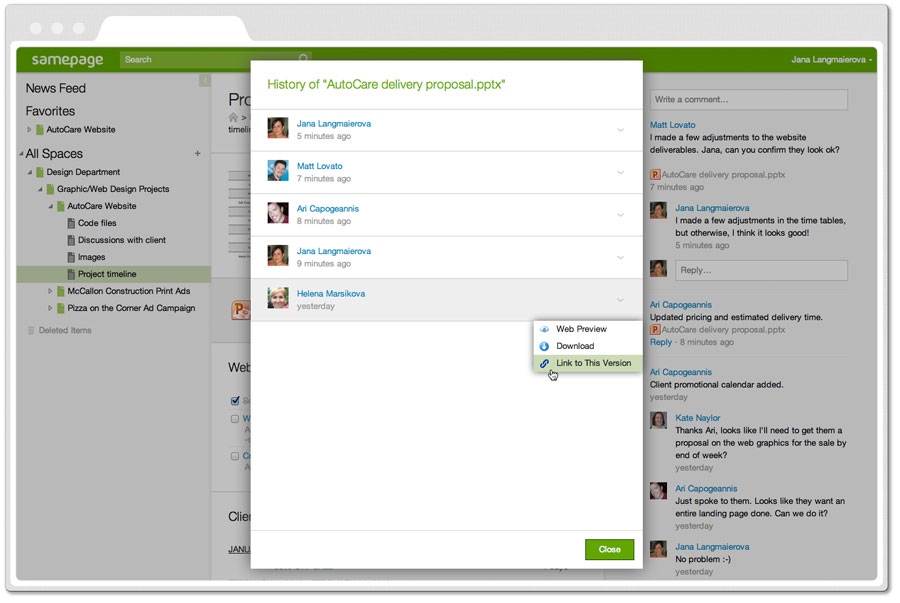 samepage
Search
Jana Langmaierova
News Feed
Favorites
AutoCare Website
All Spaces
+
Design Department
Graphic/Web Design Projects
AutoCare Website
Code files
Discussions with client
Images
Project timeline
McCallon Construction Print Ads
Pizza on the Corner Ad Campaign
Deleted Items
Pro
>
timelin
Web
Clien
JANU
History of "AutoCare delivery proposal.pptx"
Jana Langmaierova
5 minutes ago
Matt Lovato
7 minutes ago
Ari Capogeannis
8 minutes ago
Jana Langmaierova
9 minutes ago
Helena Marsikova
yesterday
Web Preview
Download
Link to This Version
Close
Write a comment...
Matt Lovato
I made a few adjustments to the website
deliverables. Jana, can you confirm they look ok?
AutoCare delivery proposal.pptx
7 minutes ago
Jana Langmaierova
I made a few adjustments in the time tables,
but otherwise, I think it looks good!
5 minutes ago
Reply...
Ari Capogeannis
Updated pricing and estimated delivery time.
AutoCare delivery proposal.pptx
Reply - 8 minutes ago
Ari Capogeannis
Client promotional calendar added.
yesterday
Kate Naylor
Thanks Ari, looks like I'll need to get them a
proposal on the web graphics for the sale by
end of week?
yesterday
Ari Capogeannis
Just spoke to them. Looks like they want an
entire landing page done. Can we do it?
yesterday
Jana Langmaierova
No problem :-)
yesterday